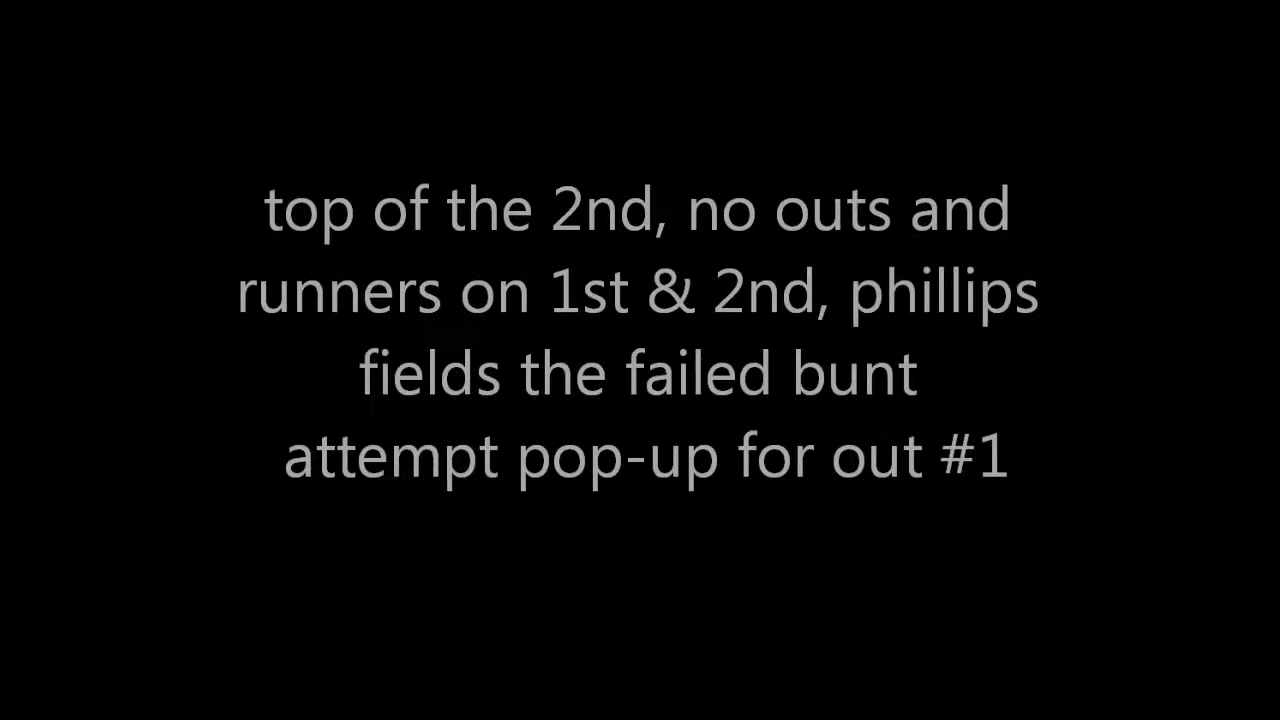 top of the 2nd, no outs and
runners on 1st & 2nd, phillips
fields the failed bunt
attempt pop-up for out #1